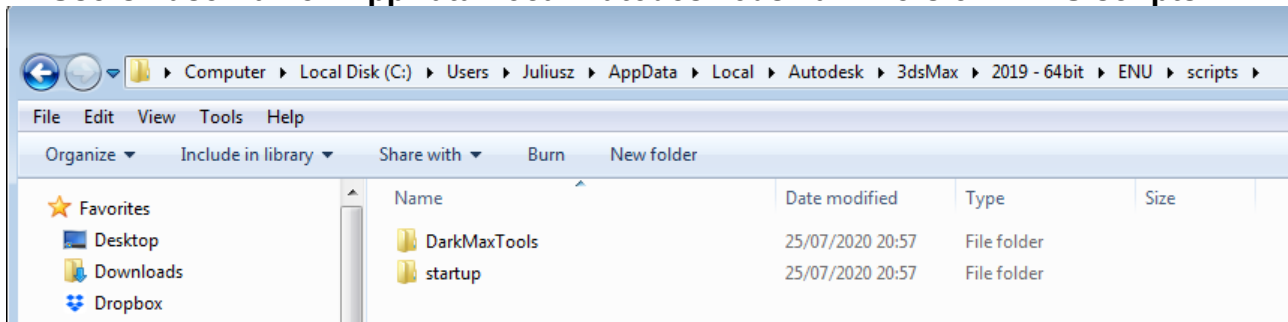 Computer ▸ Local Disk (C:) ▸ Users ▸ Juliusz ▸ AppData ▸ Local ▸ Autodesk ▸ 3dsMax ▸ 2019 - 64bit ▸ ENU ▸ scripts ▸
File Edit View Tools Help
Organize Include in library Share with Burn New folder
Favorites Name Date modified Type Size
Desktop DarkMaxTools 25/07/2020 20:57 File folder
Downloads startup 25/07/2020 20:57 File folder
Dropbox